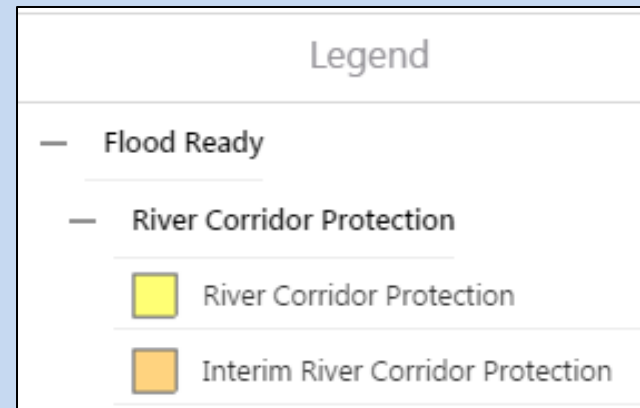 Legend
Flood Ready
River Corridor Protection
River Corridor Protection
Interim River Corridor Protection